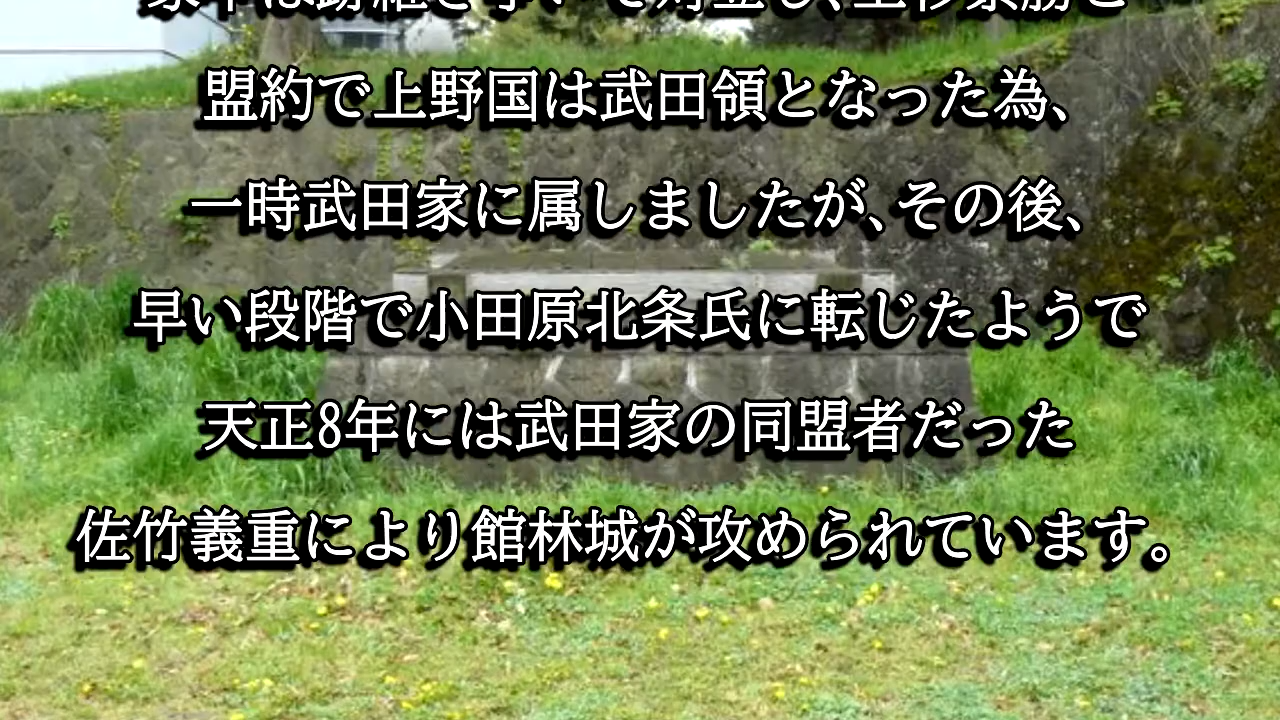 盟約で上野国は武田領となった為、
一時武田家に属しましたが、その後、
早い段階で小田原北条氏に転じたようで
天正8年には武田家の同盟者だった
佐竹義重により館林城が攻められています。